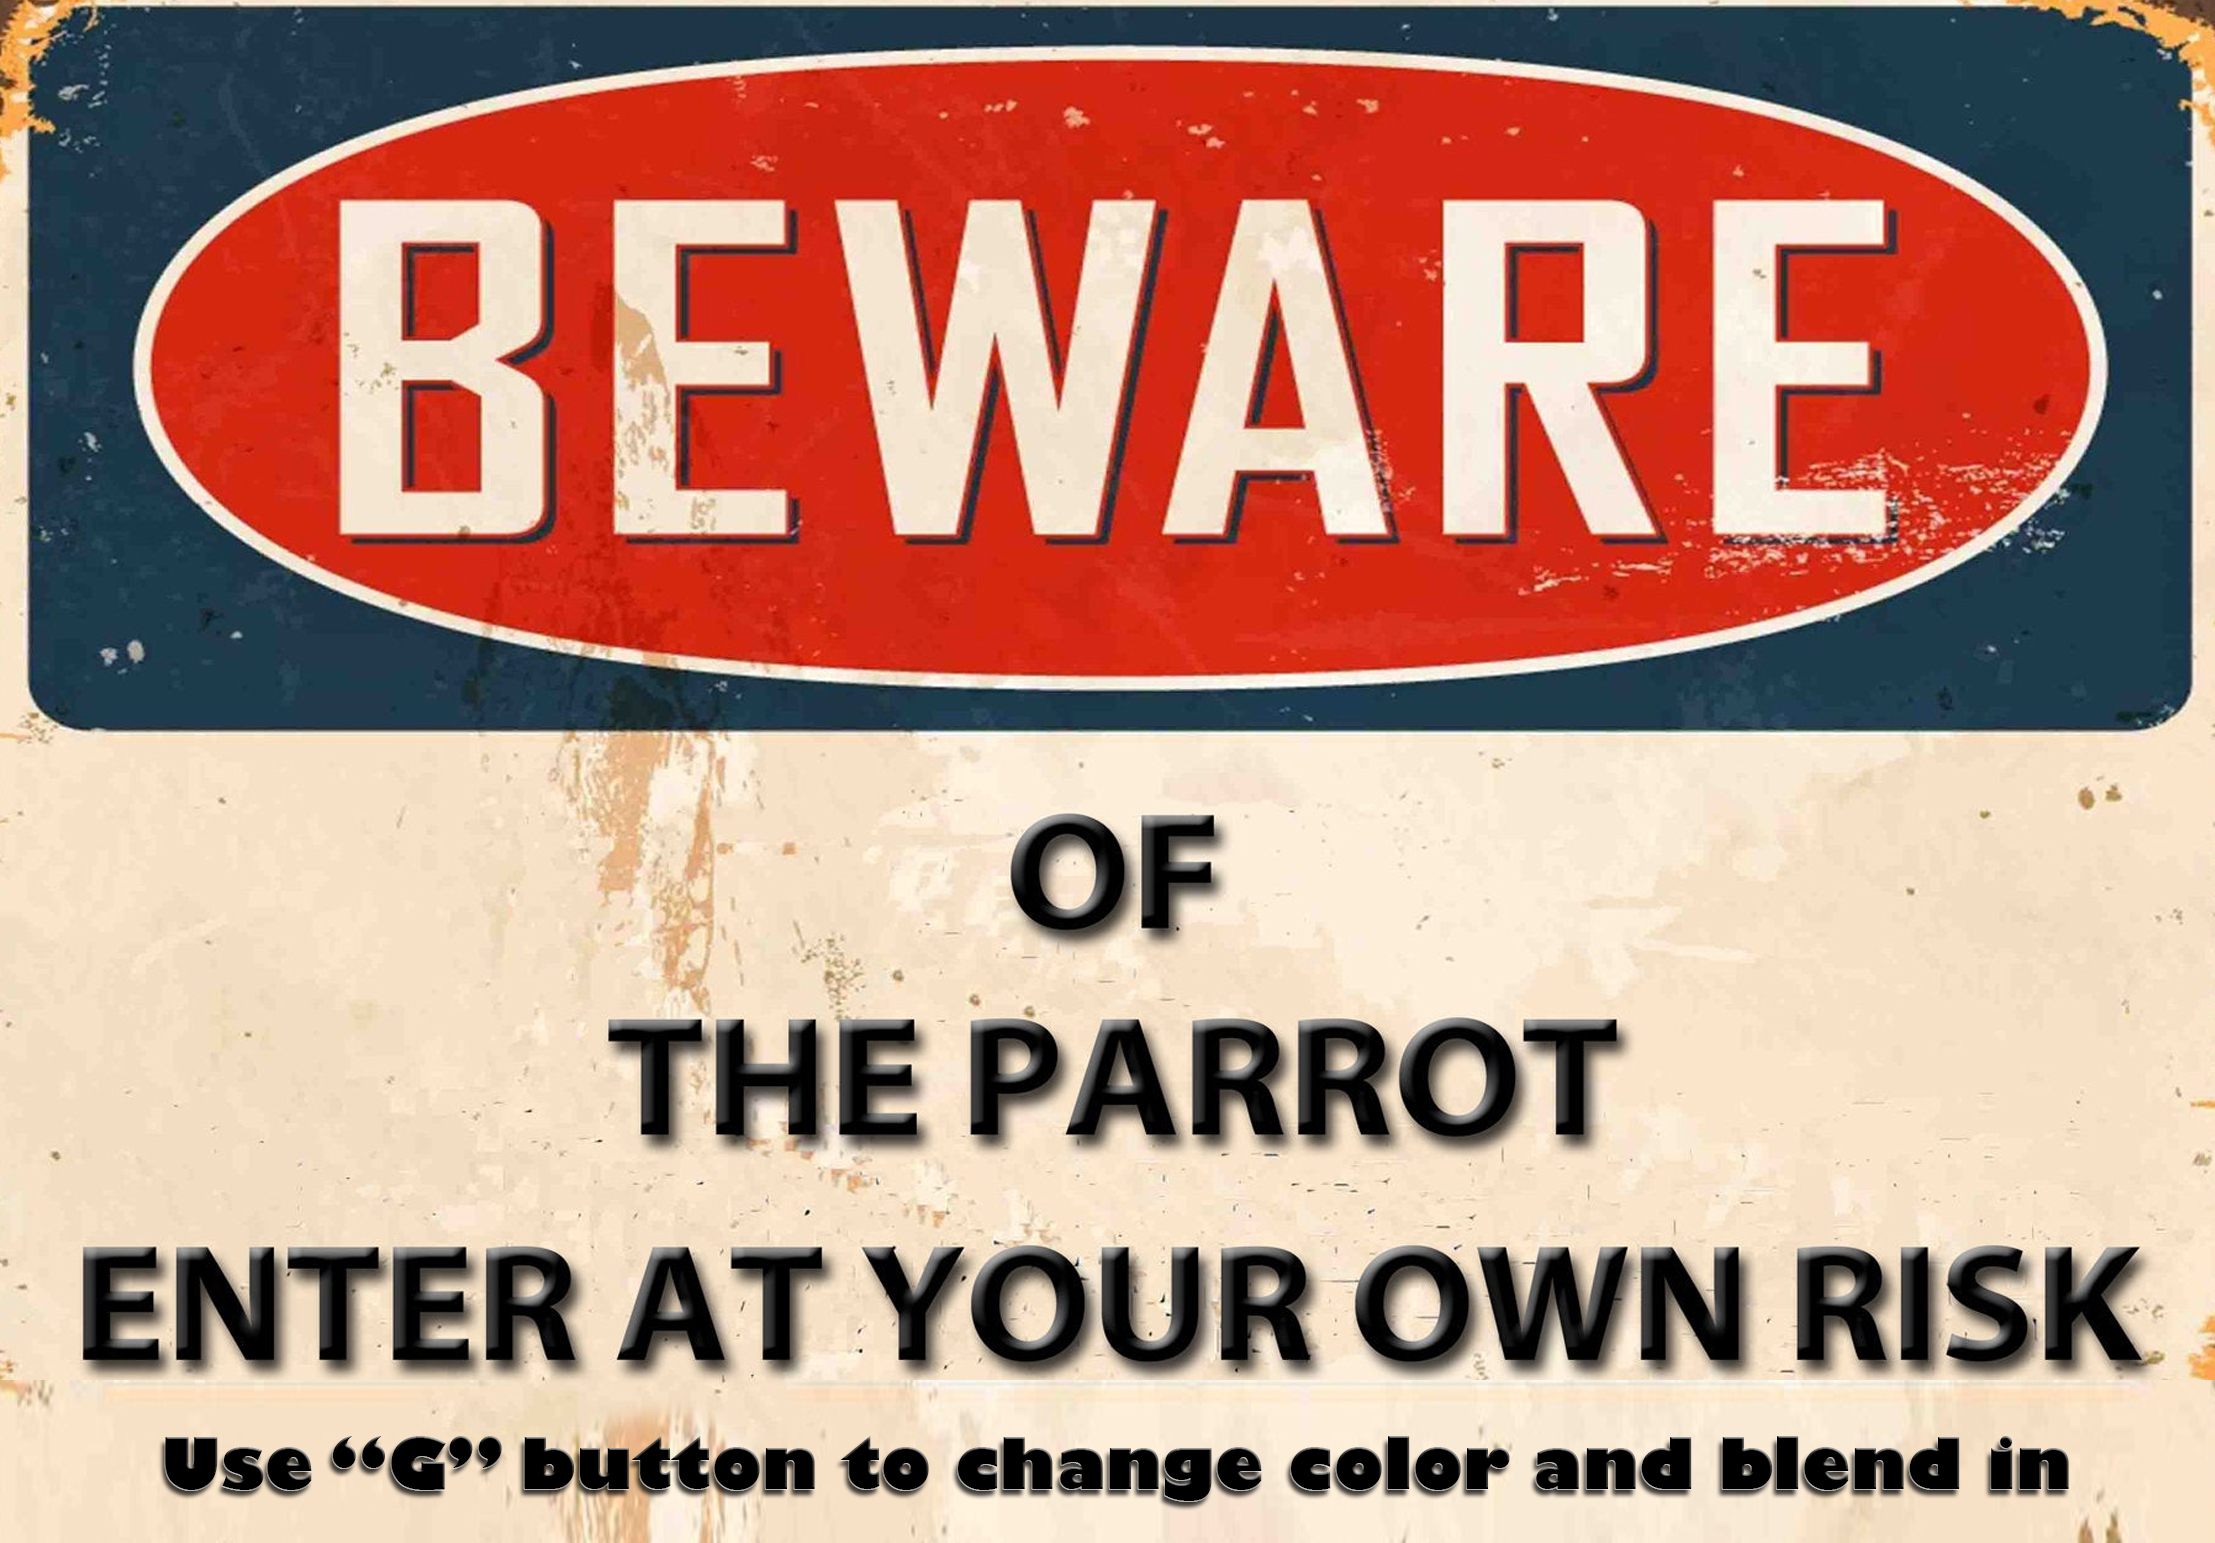 BEWARE
OF
THE PARROT
ENTER AT YOUR OWN RISK
Use “G” button to change color and blend in